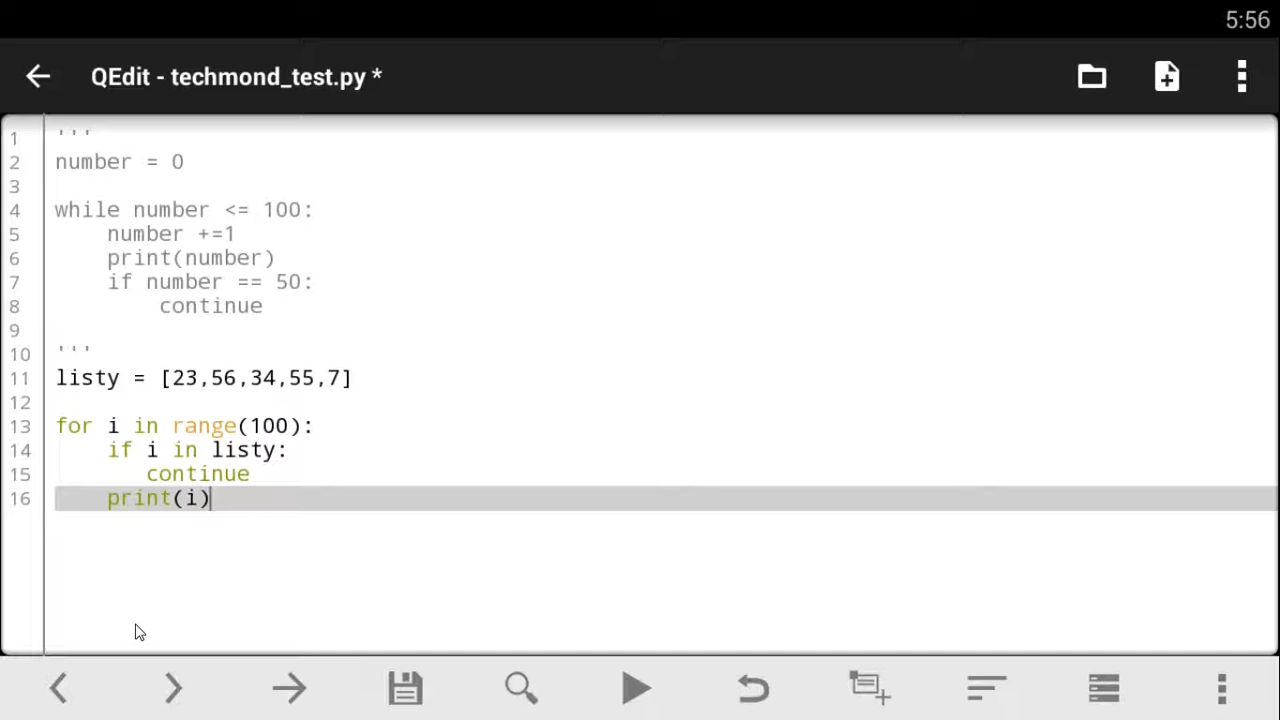 5:56
QEdit - techmond_test.py *
1 '''
2 number = 0
3
4 while number <= 100:
5     number +=1
6     print(number)
7     if number == 50:
8         continue
9
10 '''
11 listy = [23,56,34,55,7]
12
13 for i in range(100):
14     if i in listy:
15        continue
16     print(i)